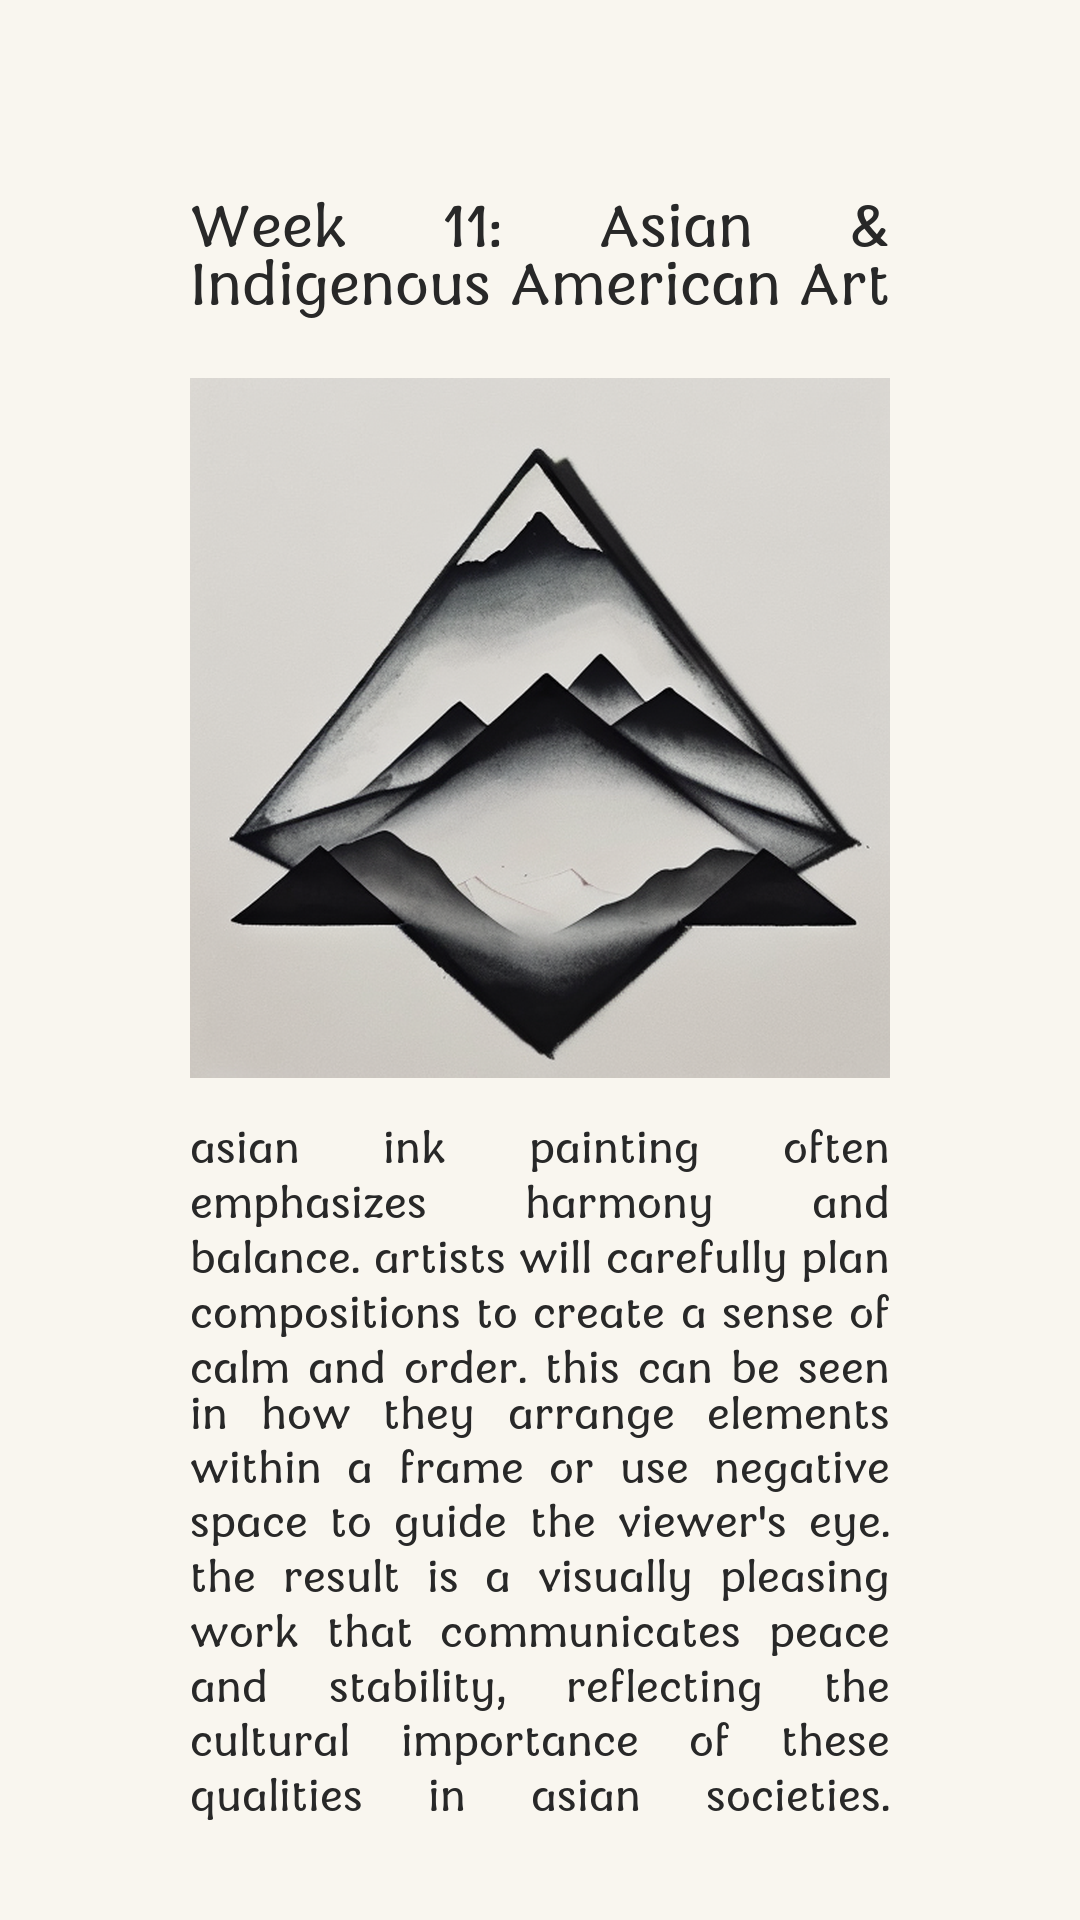 Week 11: Asian &
Indigenous American Art
asian ink painting often
emphasizes harmony and
balance. artists will carefully plan
compositions to create a sense of
calm and order. this can be seen
in how they arrange elements
within a frame or use negative
space to guide the viewer's eye.
the result is a visually pleasing
work that communicates peace
and stability, reflecting the
cultural importance of these
qualities in asian societies.